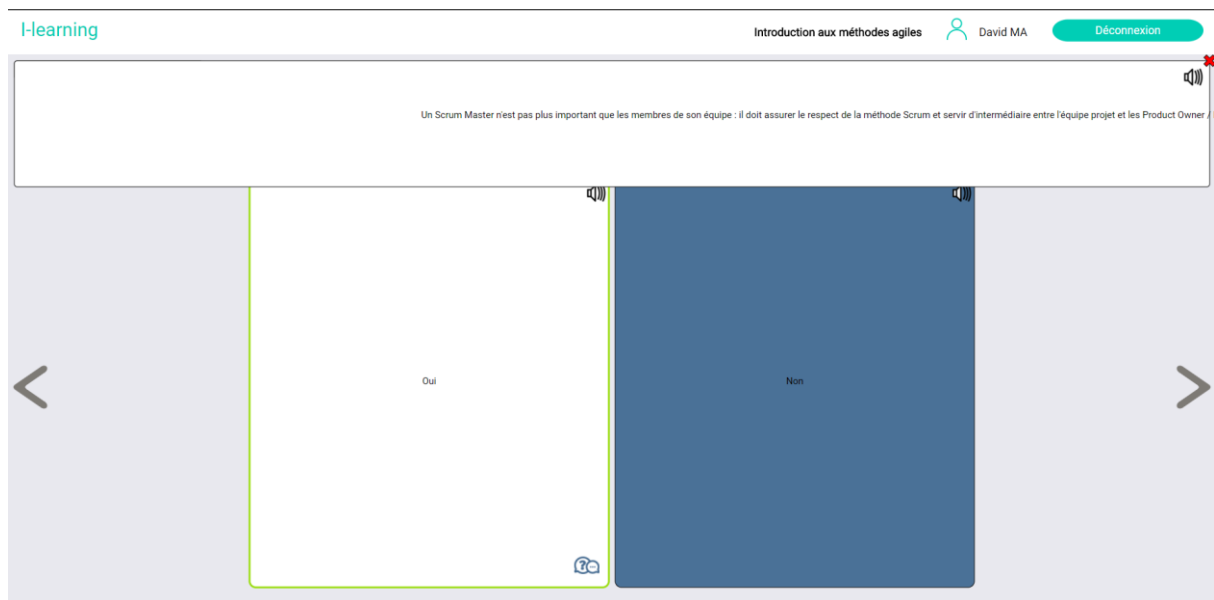 I-learning
Introduction aux méthodes agiles
David MA
Déconnexion
Un Scrum Master n'est pas plus important que les membres de son équipe : il doit assurer le respect de la méthode Scrum et servir d'intermédiaire entre l'équipe projet et les Product Owner /
Oui
Non